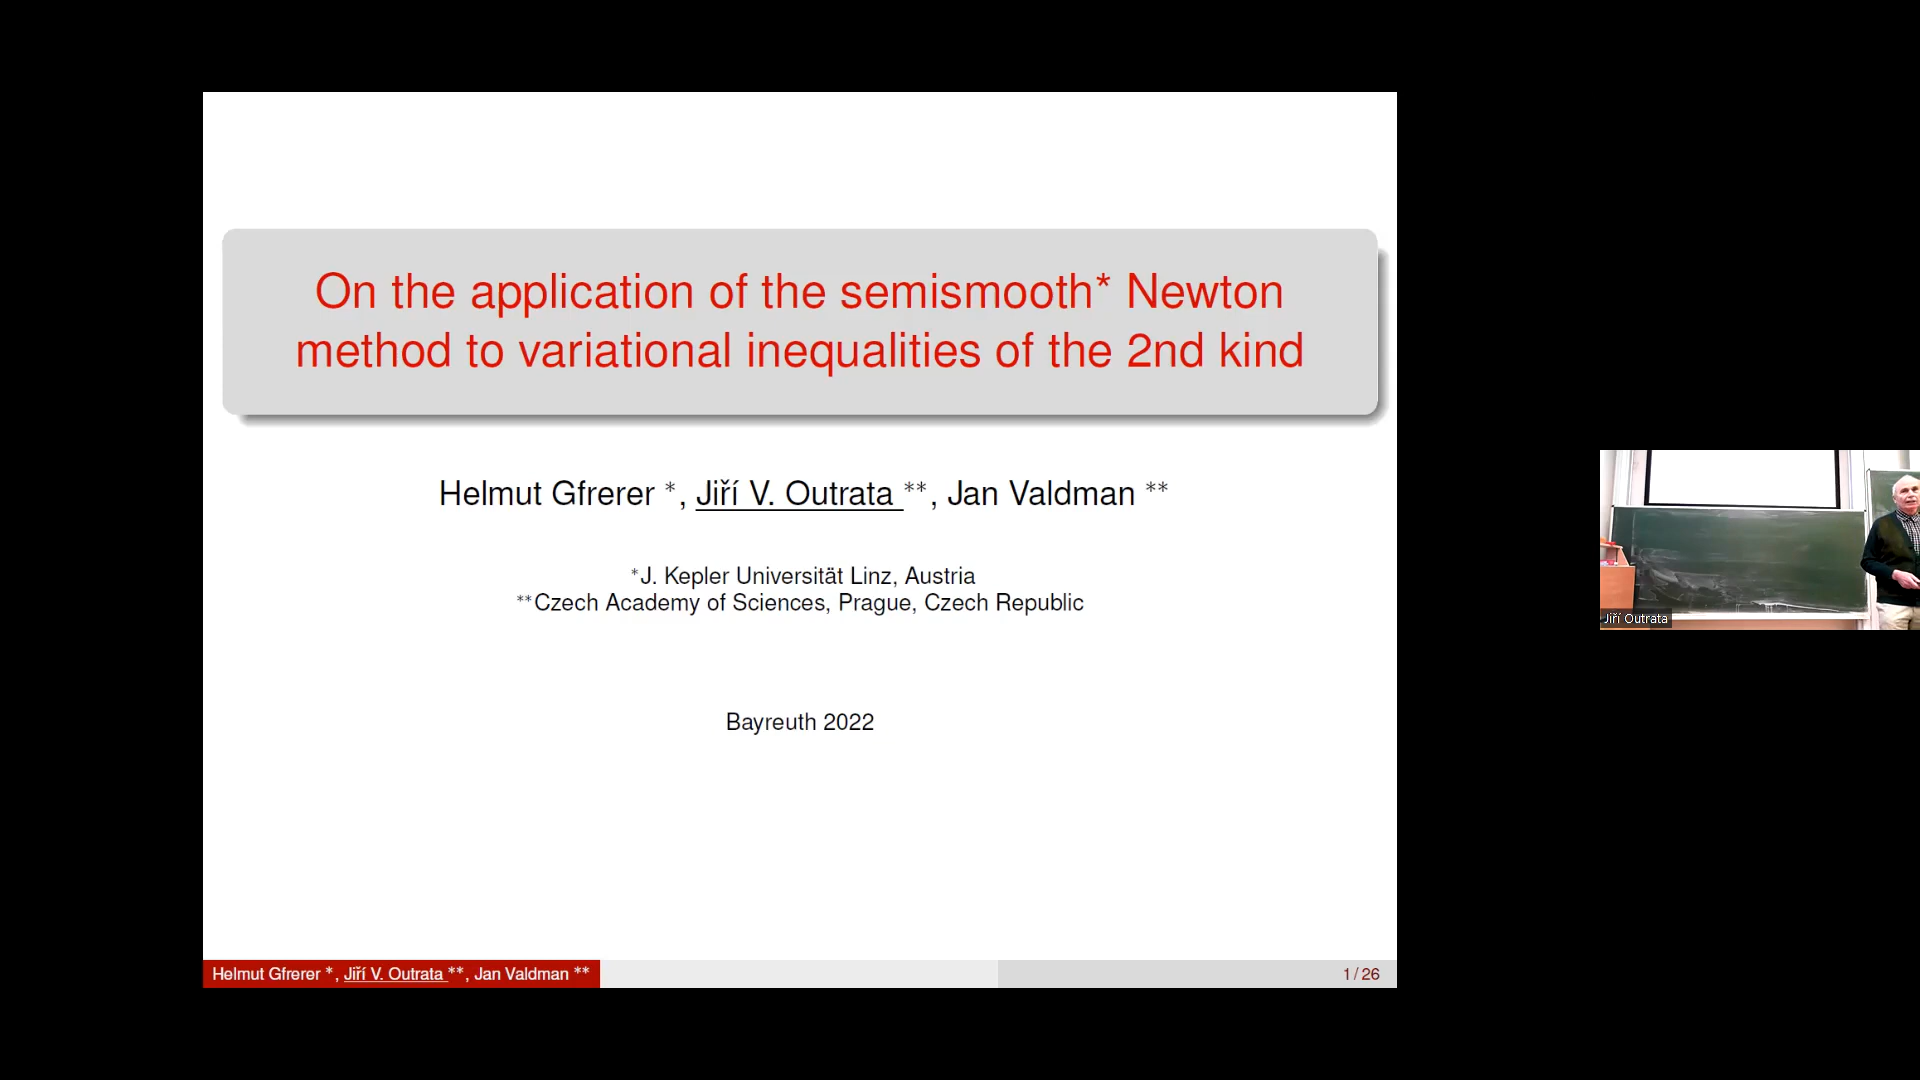 On the application of the semismooth* Newton
method to variational inequalities of the 2nd kind
Helmut Gfrerer *, Jiří V. Outrata **, Jan Valdman **
*J. Kepler Universität Linz, Austria
**Czech Academy of Sciences, Prague, Czech Republic
Bayreuth 2022
Jiří Outrata
Helmut Gfrerer *, Jiří V. Outrata **, Jan Valdman **
1 / 26